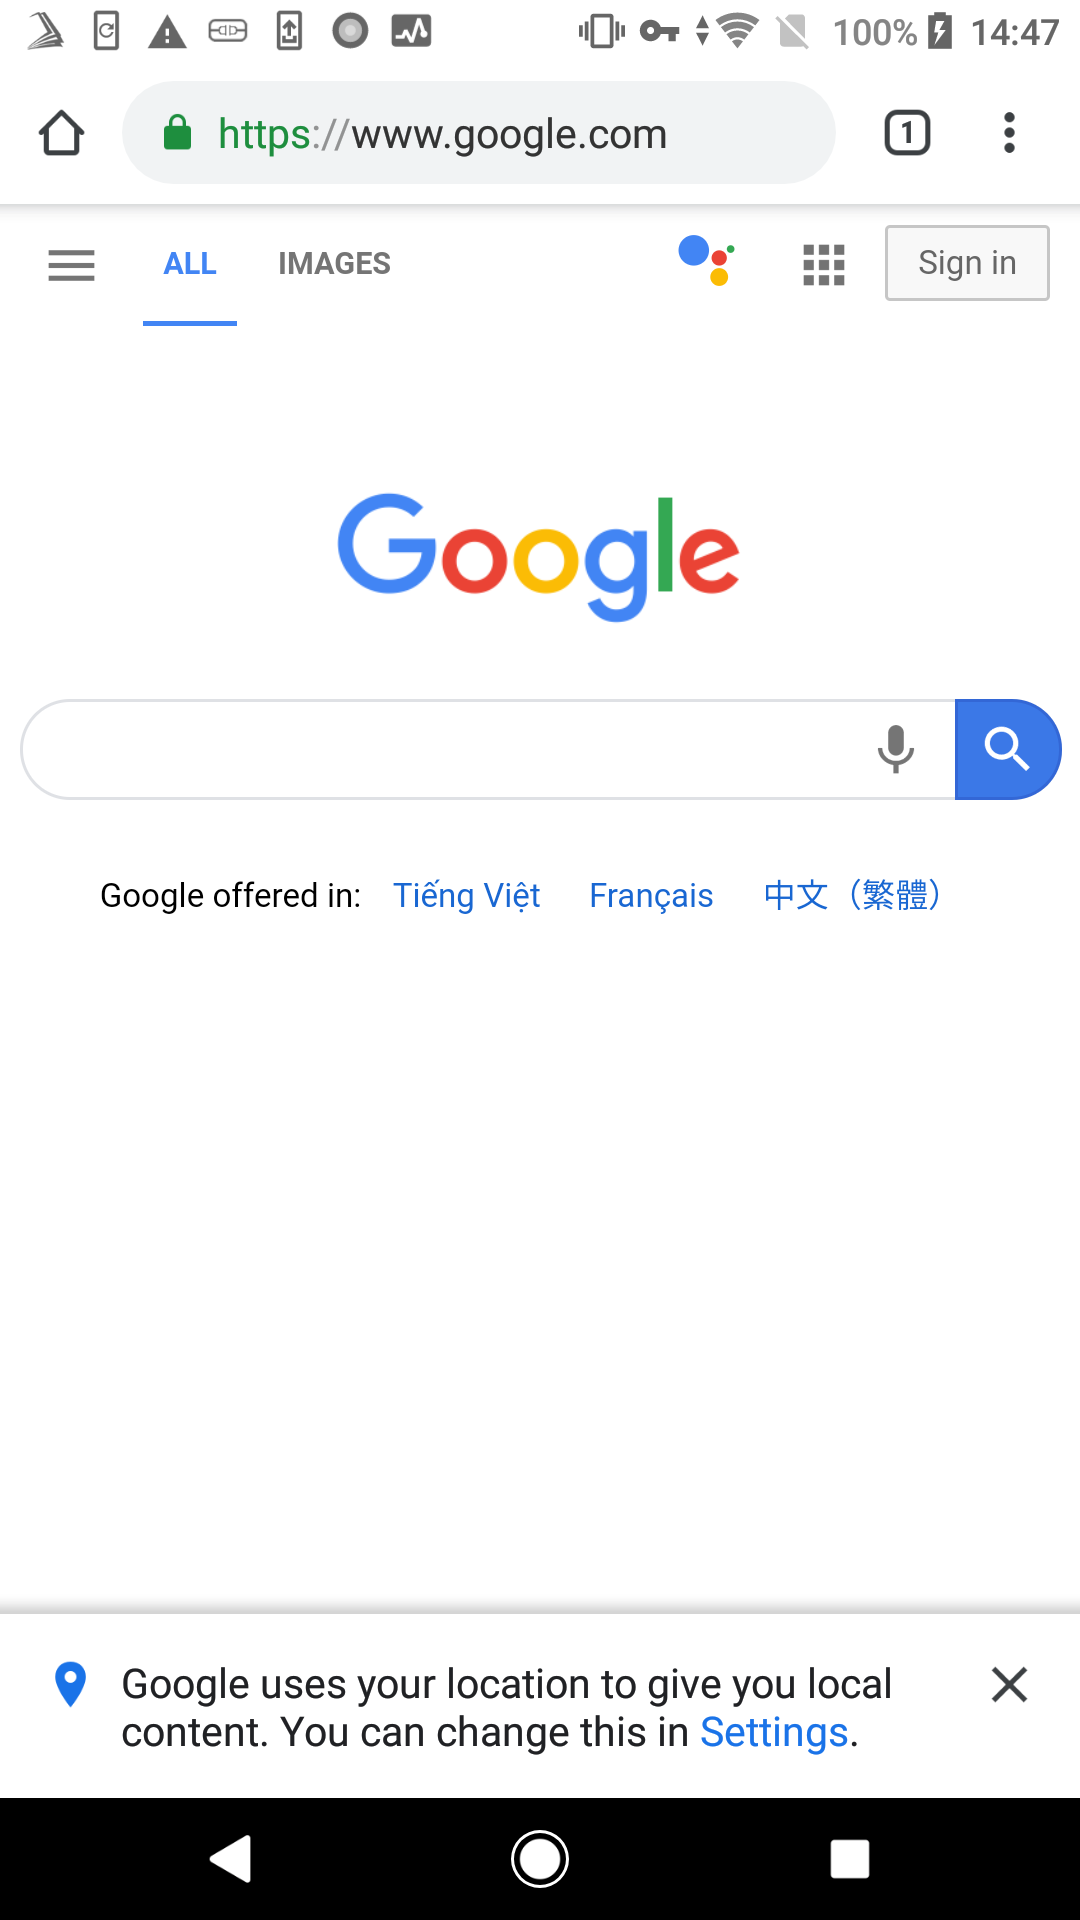 100% 14:47
https://www.google.com 1
ALL IMAGES Sign in
Google
Google offered in: Tiếng Việt Français 中文（繁體）
Google uses your location to give you local
content. You can change this in Settings.